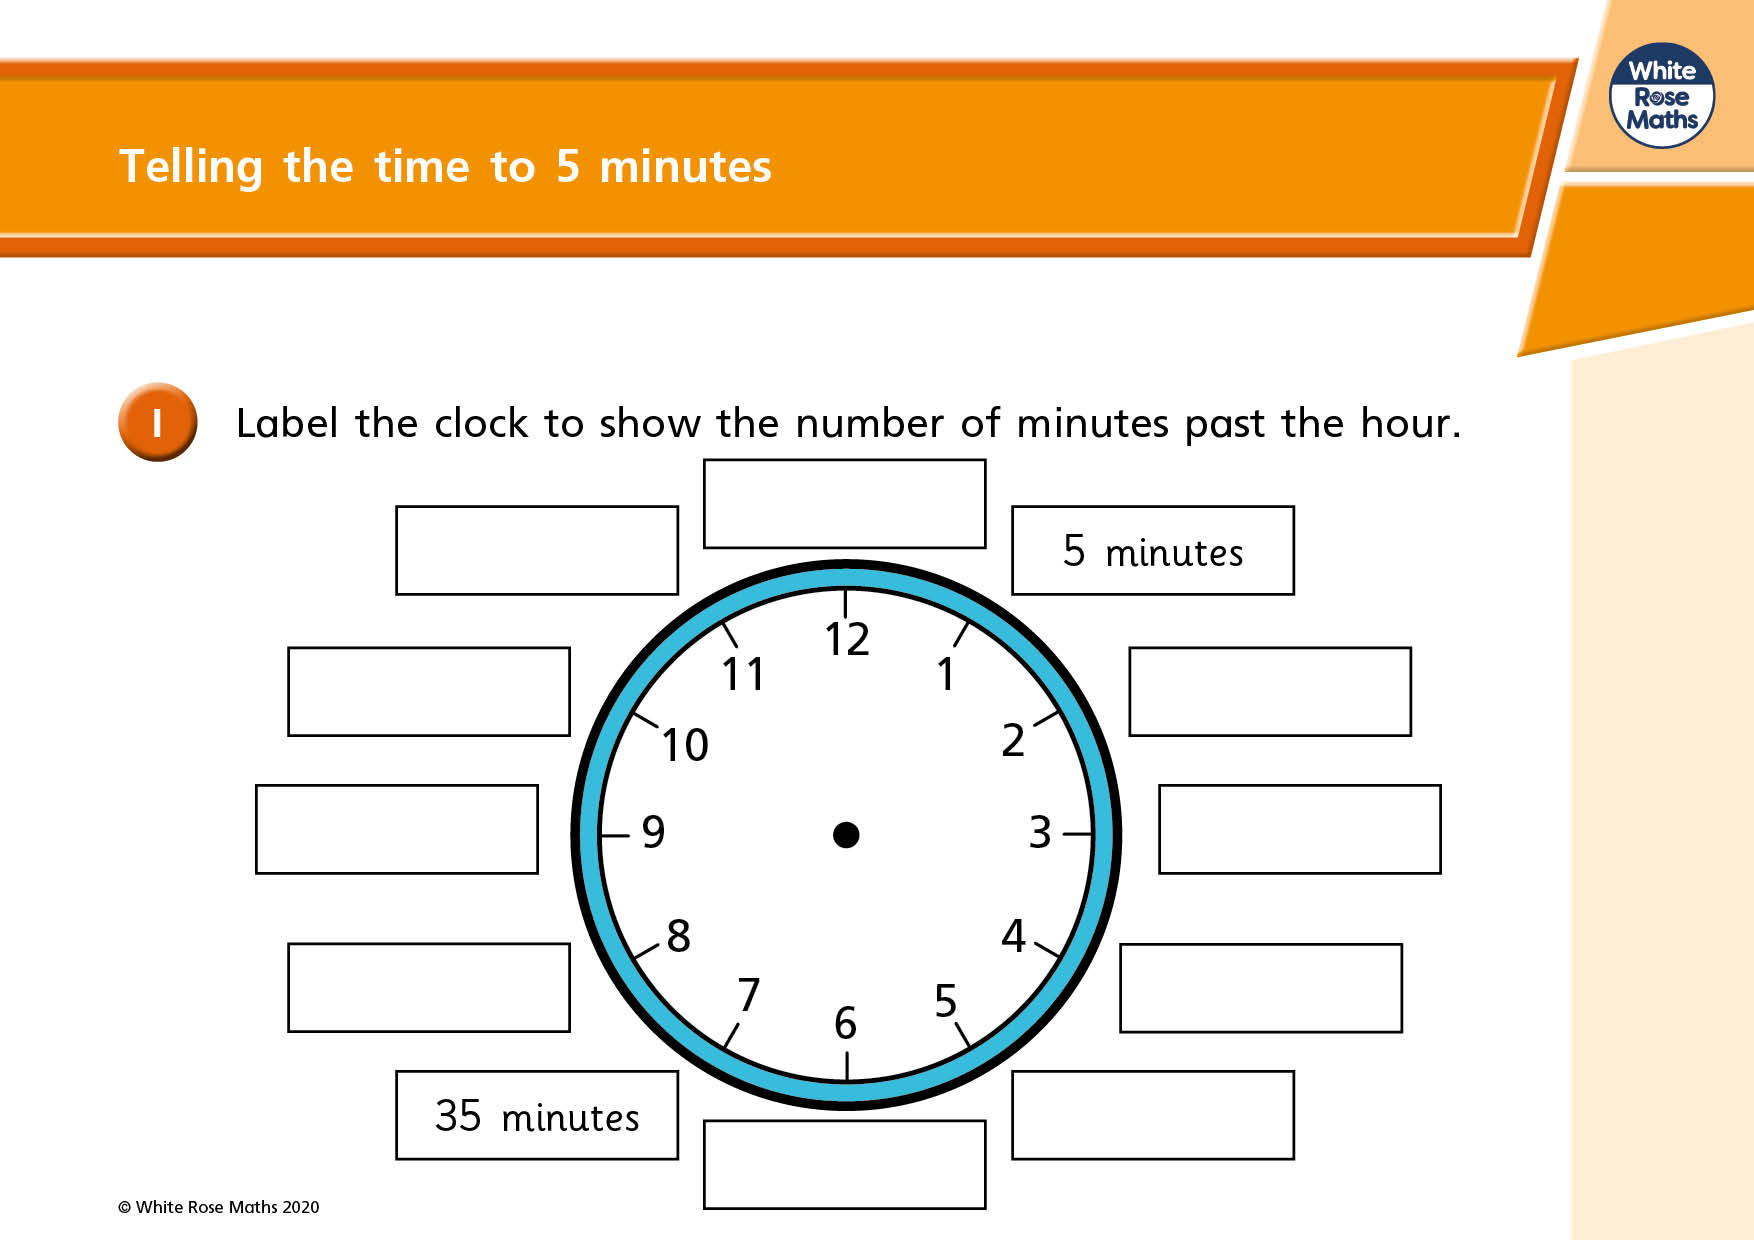 White
Rose
Maths
Telling the time to 5 minutes
1 Label the clock to show the number of minutes past the hour.
5 minutes
12
11 1
10 2
9 3
8 4
7 5
6
35 minutes
© White Rose Maths 2020